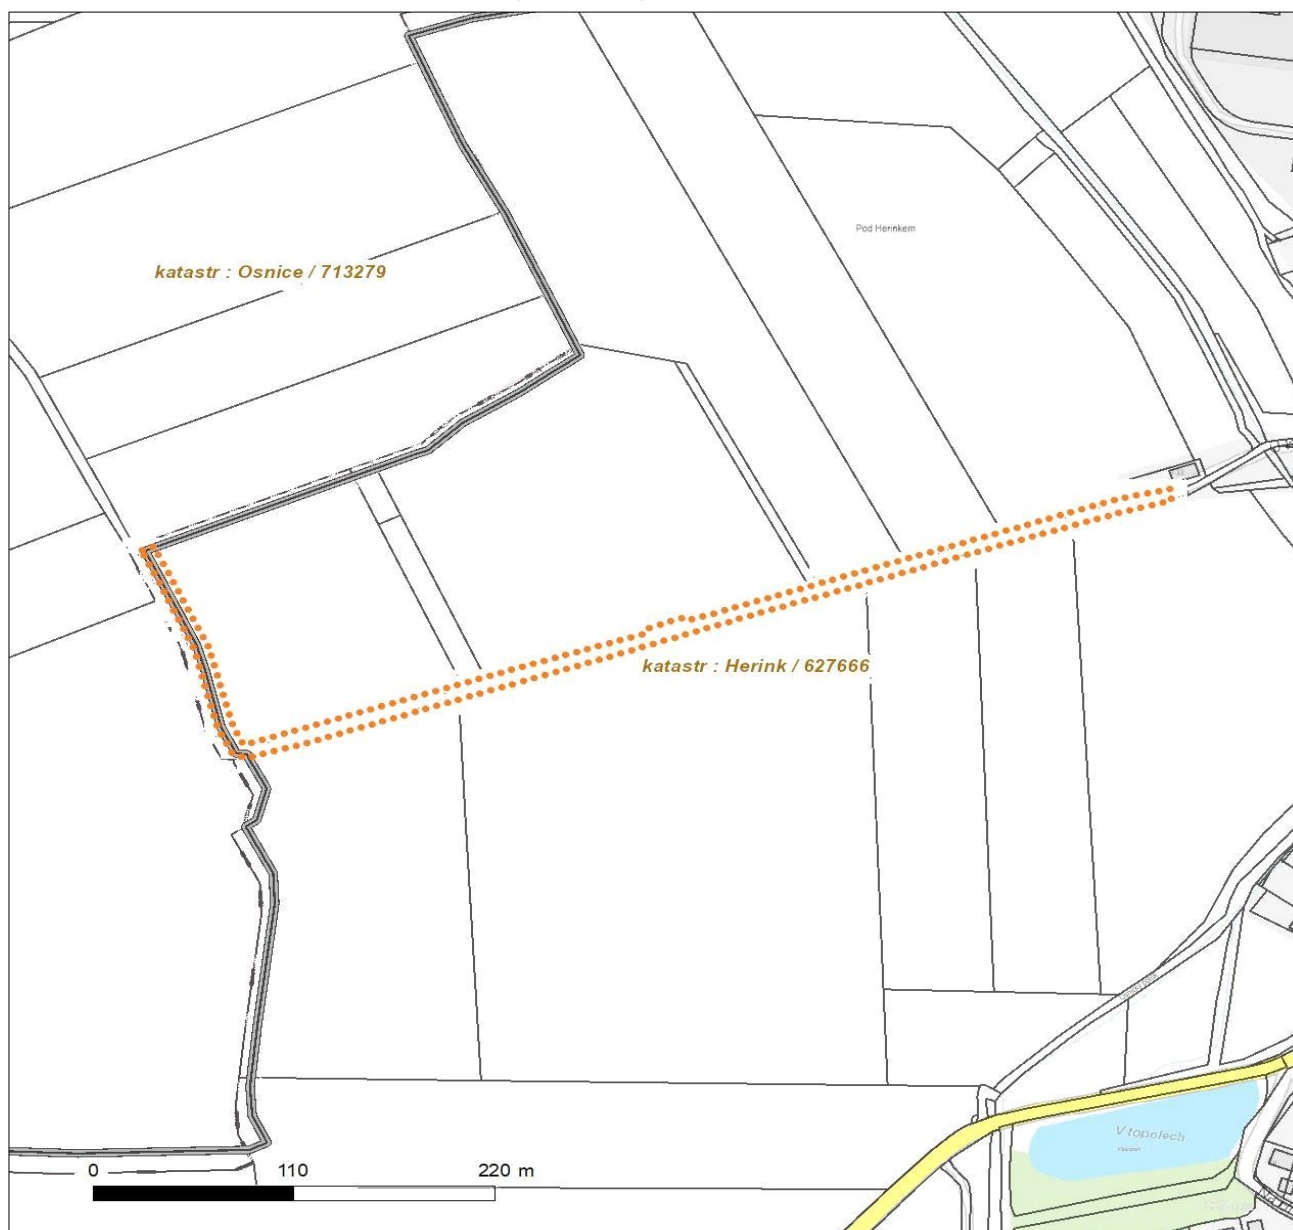 Pod Herinkem
katastr : Osnice / 713279
katastr : Herink / 627666
V topolech
0 110 220 m